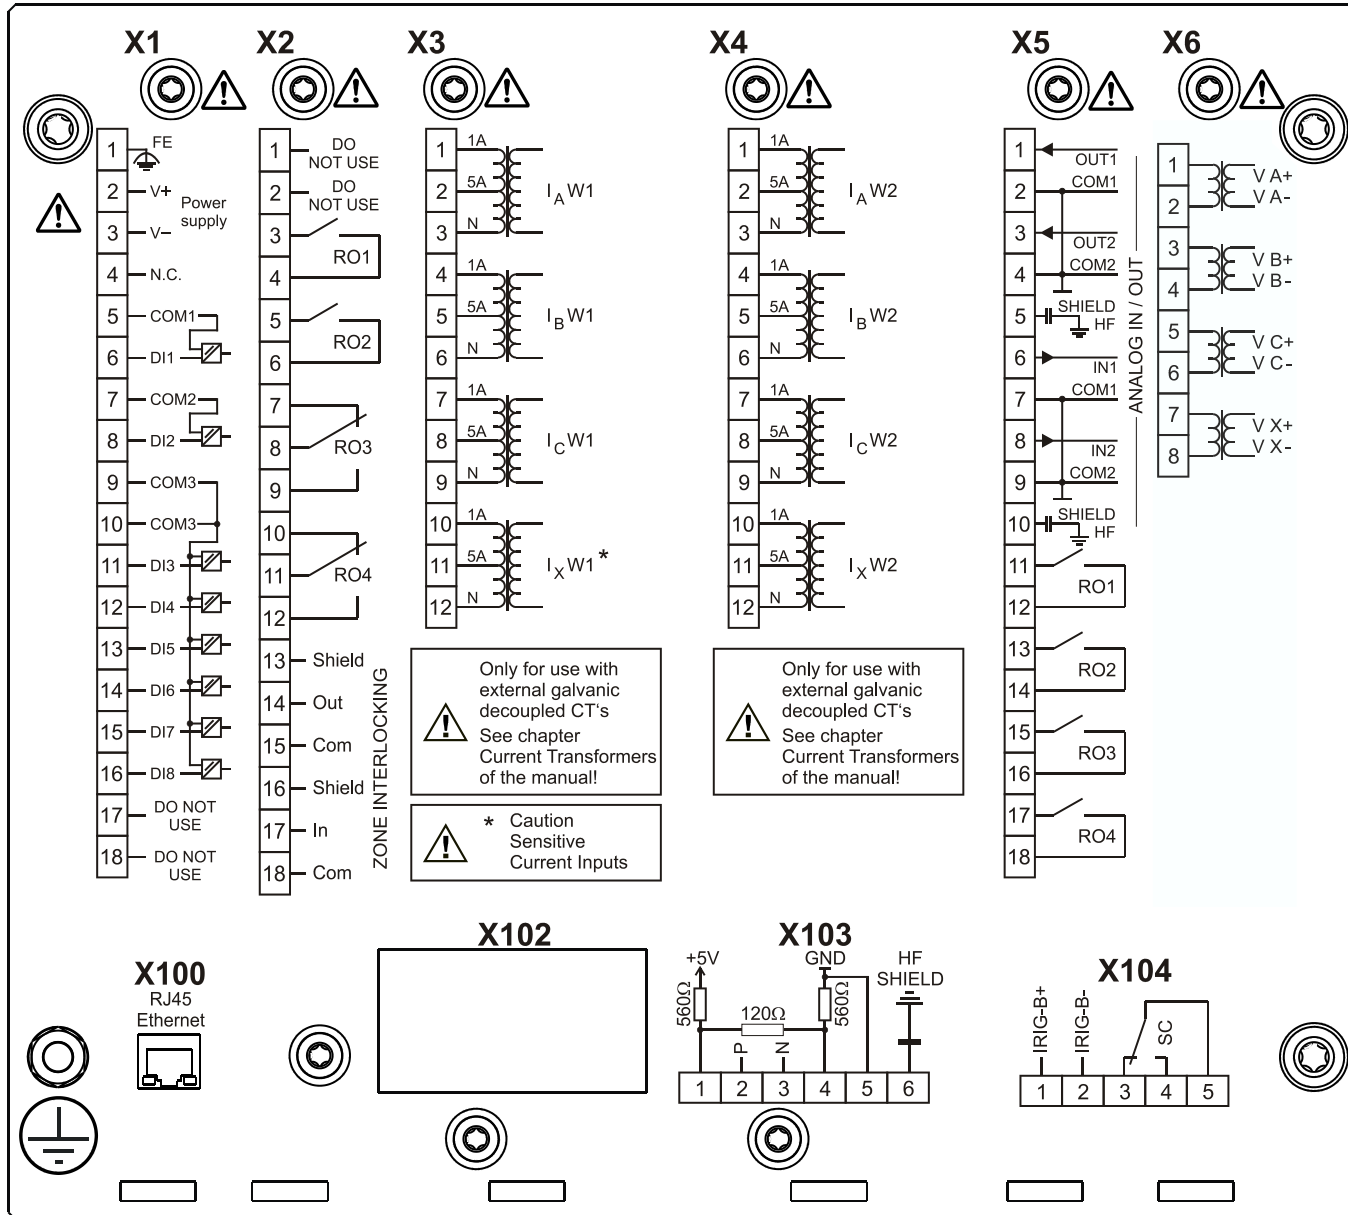 X1
X2
X3
X4
X5
X6
1
FE
2
V+
Power
supply
3
V–
4
N.C.
5
COM1
6
DI1
7
COM2
8
DI2
9
COM3
10
COM3
11
DI3
12
DI4
13
DI5
14
DI6
15
DI7
16
DI8
17
DO NOT
USE
18
DO NOT
USE
1
DO
NOT USE
2
DO
NOT USE
3
RO1
4
5
RO2
6
7
8
RO3
9
10
11
RO4
12
13
Shield
14
Out
15
Com
16
Shield
17
In
18
Com
ZONE INTERLOCKING
1
1A
2
5A
IA W1
3
N
4
1A
5
5A
IB W1
6
N
7
1A
8
5A
IC W1
9
N
10
1A
11
5A
IX W1 *
12
N
Only for use with
external galvanic
decoupled CT‘s
See chapter
Current Transformers
of the manual!
* Caution
Sensitive
Current Inputs
1
1A
2
5A
IA W2
3
N
4
1A
5
5A
IB W2
6
N
7
1A
8
5A
IC W2
9
N
10
1A
11
5A
IX W2
12
N
Only for use with
external galvanic
decoupled CT‘s
See chapter
Current Transformers
of the manual!
1
OUT1
2
COM1
3
OUT2
4
COM2
5
SHIELD
HF
6
IN1
7
COM1
8
IN2
9
COM2
10
SHIELD
HF
ANALOG IN / OUT
11
RO1
12
13
RO2
14
15
RO3
16
17
RO4
18
1
V A+
2
V A-
3
V B+
4
V B-
5
V C+
6
V C-
7
V X+
8
V X-
X100
RJ45
Ethernet
X102
X103
+5V
GND
HF
SHIELD
560Ω
120Ω
560Ω
P
N
1 2 3 4 5 6
X104
IRIG-B+
IRIG-B-
SC
1 2 3 4 5